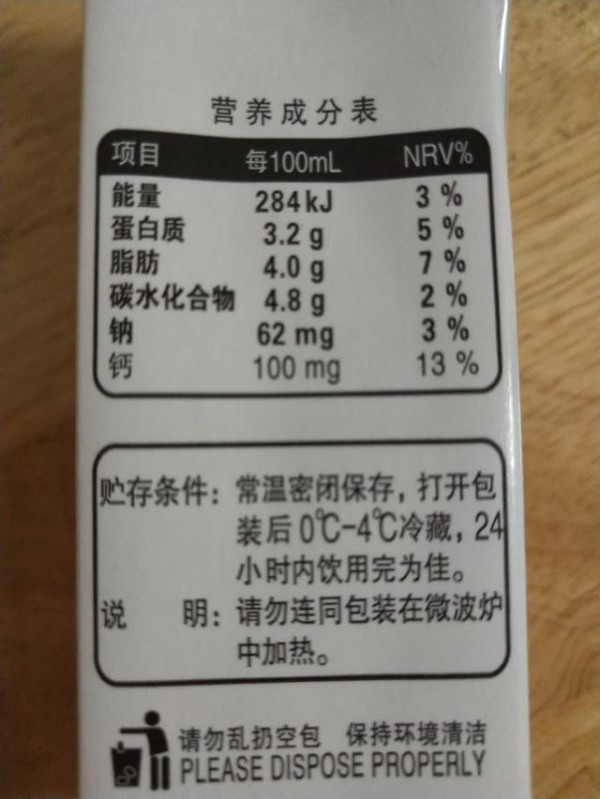 营养成分表
项目 每100mL NRV%
能量 284 kJ 3 %
蛋白质 3.2 g 5 %
脂肪 4.0 g 7 %
碳水化合物 4.8 g 2 %
钠 62 mg 3 %
钙 100 mg 13 %
贮存条件：常温密闭保存，打开包
装后0℃-4℃冷藏，24
小时内饮用完为佳。
说 明：请勿连同包装在微波炉
中加热。
请勿乱扔空包 保持环境清洁
PLEASE DISPOSE PROPERLY